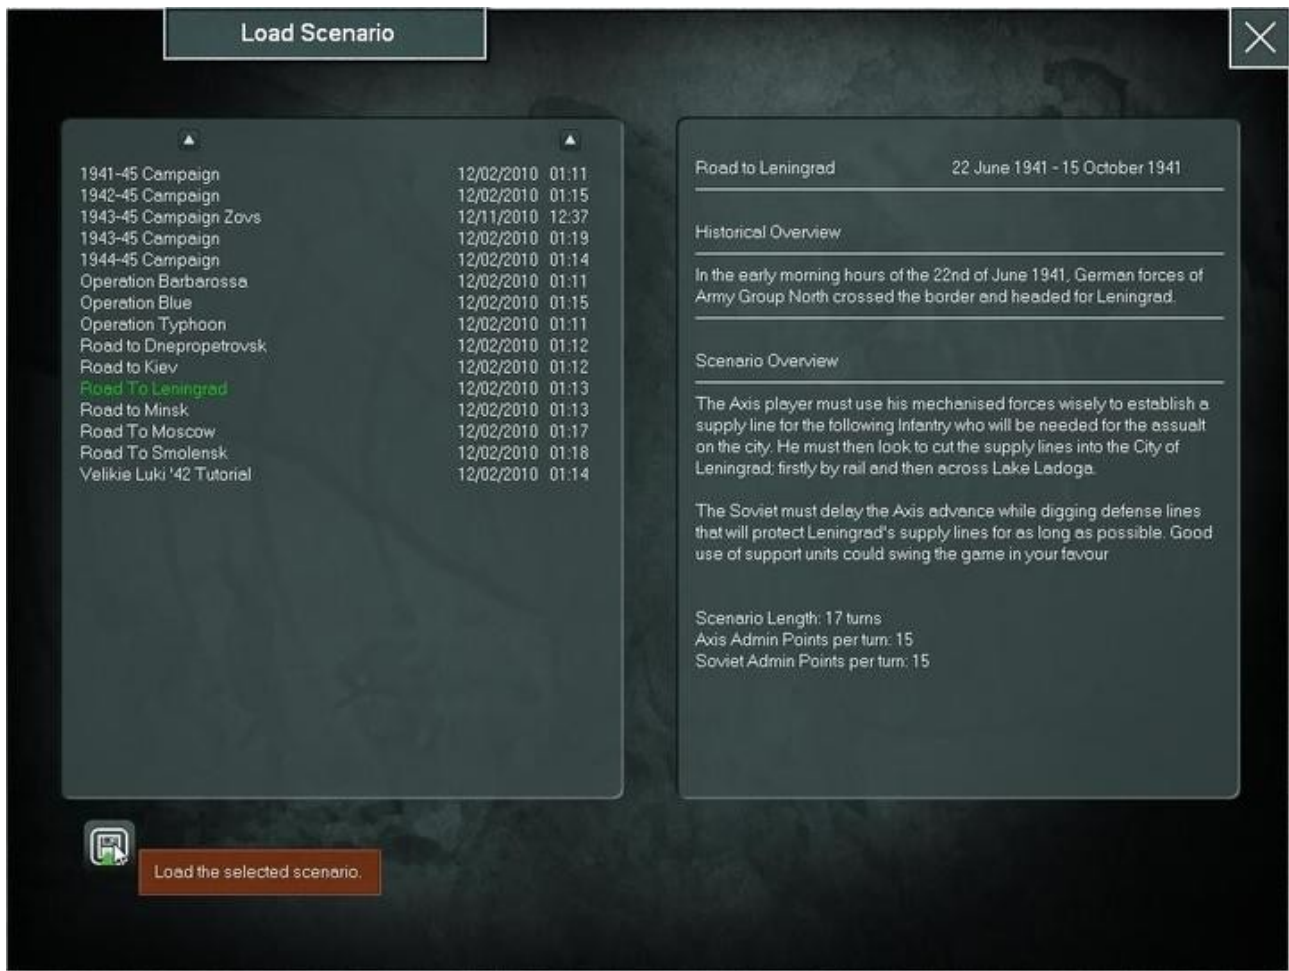 Load Scenario
1941-45 Campaign 12/02/2010 01:11
1942-45 Campaign 12/02/2010 01:15
1943-45 Campaign Zovs 12/11/2010 12:37
1943-45 Campaign 12/02/2010 01:19
1944-45 Campaign 12/02/2010 01:14
Operation Barbarossa 12/02/2010 01:11
Operation Blue 12/02/2010 01:15
Operation Typhoon 12/02/2010 01:11
Road to Dnepropetrovsk 12/02/2010 01:12
Road to Kiev 12/02/2010 01:12
Road To Leningrad 12/02/2010 01:13
Road to Minsk 12/02/2010 01:13
Road To Moscow 12/02/2010 01:17
Road To Smolensk 12/02/2010 01:18
Velikie Luki '42 Tutorial 12/02/2010 01:14
Road to Leningrad 22 June 1941 - 15 October 1941
Historical Overview
In the early morning hours of the 22nd of June 1941, German forces of
Army Group North crossed the border and headed for Leningrad.
Scenario Overview
The Axis player must use his mechanised forces wisely to establish a
supply line for the following Infantry who will be needed for the assualt
on the city. He must then look to cut the supply lines into the City of
Leningrad; firstly by rail and then across Lake Ladoga.
The Soviet must delay the Axis advance while digging defense lines
that will protect Leningrad's supply lines for as long as possible. Good
use of support units could swing the game in your favour
Scenario Length: 17 turns
Axis Admin Points per turn: 15
Soviet Admin Points per turn: 15
Load the selected scenario.